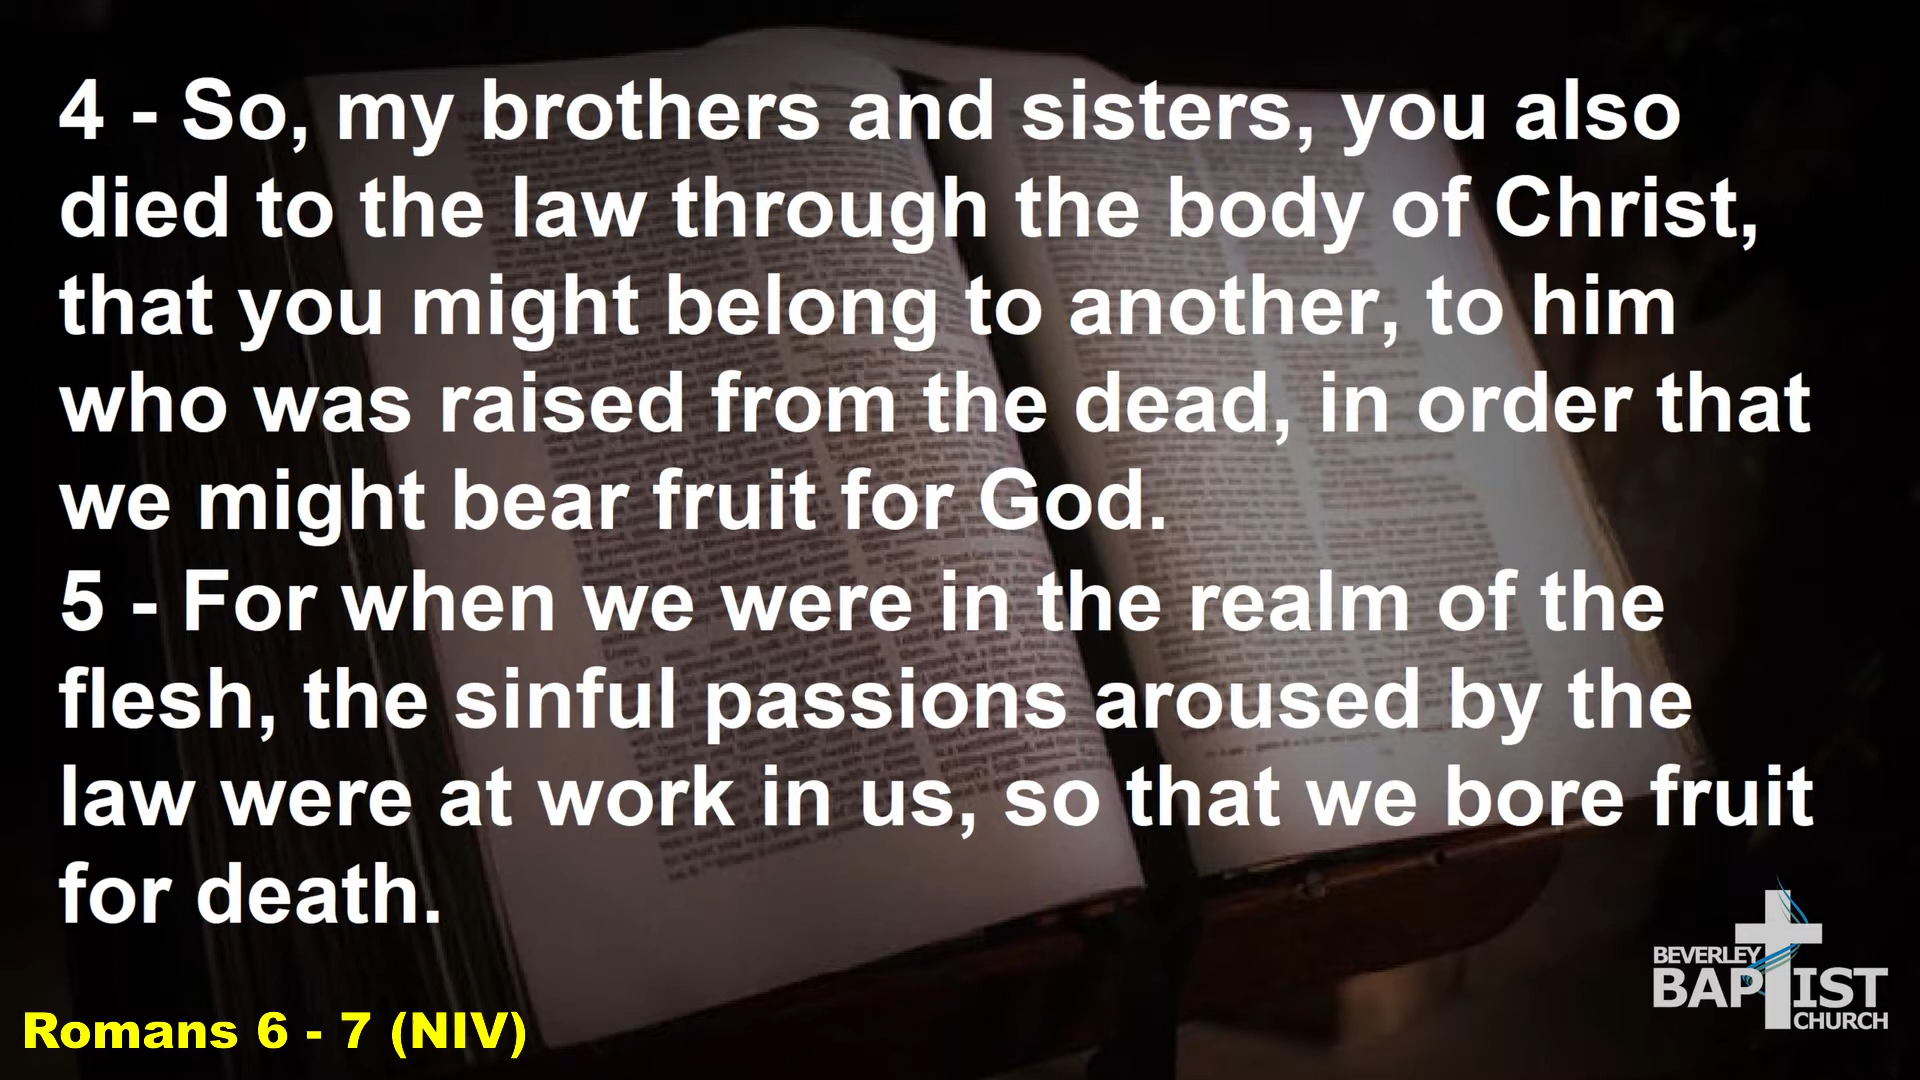 4 - So, my brothers and sisters, you also
died to the law through the body of Christ,
that you might belong to another, to him
who was raised from the dead, in order that
we might bear fruit for God.
5 - For when we were in the realm of the
flesh, the sinful passions aroused by the
law were at work in us, so that we bore fruit
for death.
Romans 6 - 7 (NIV)
BEVERLEY
BAPTIST
CHURCH